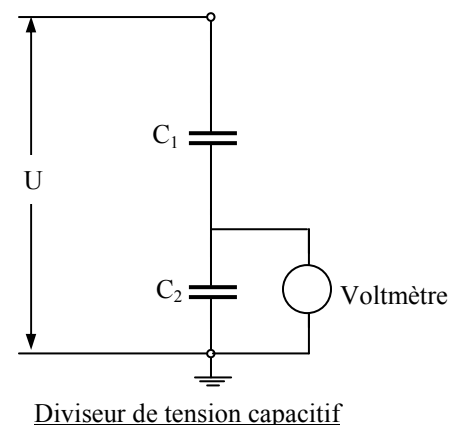 C₁
U
C₂
Voltmètre
Diviseur de tension capacitif